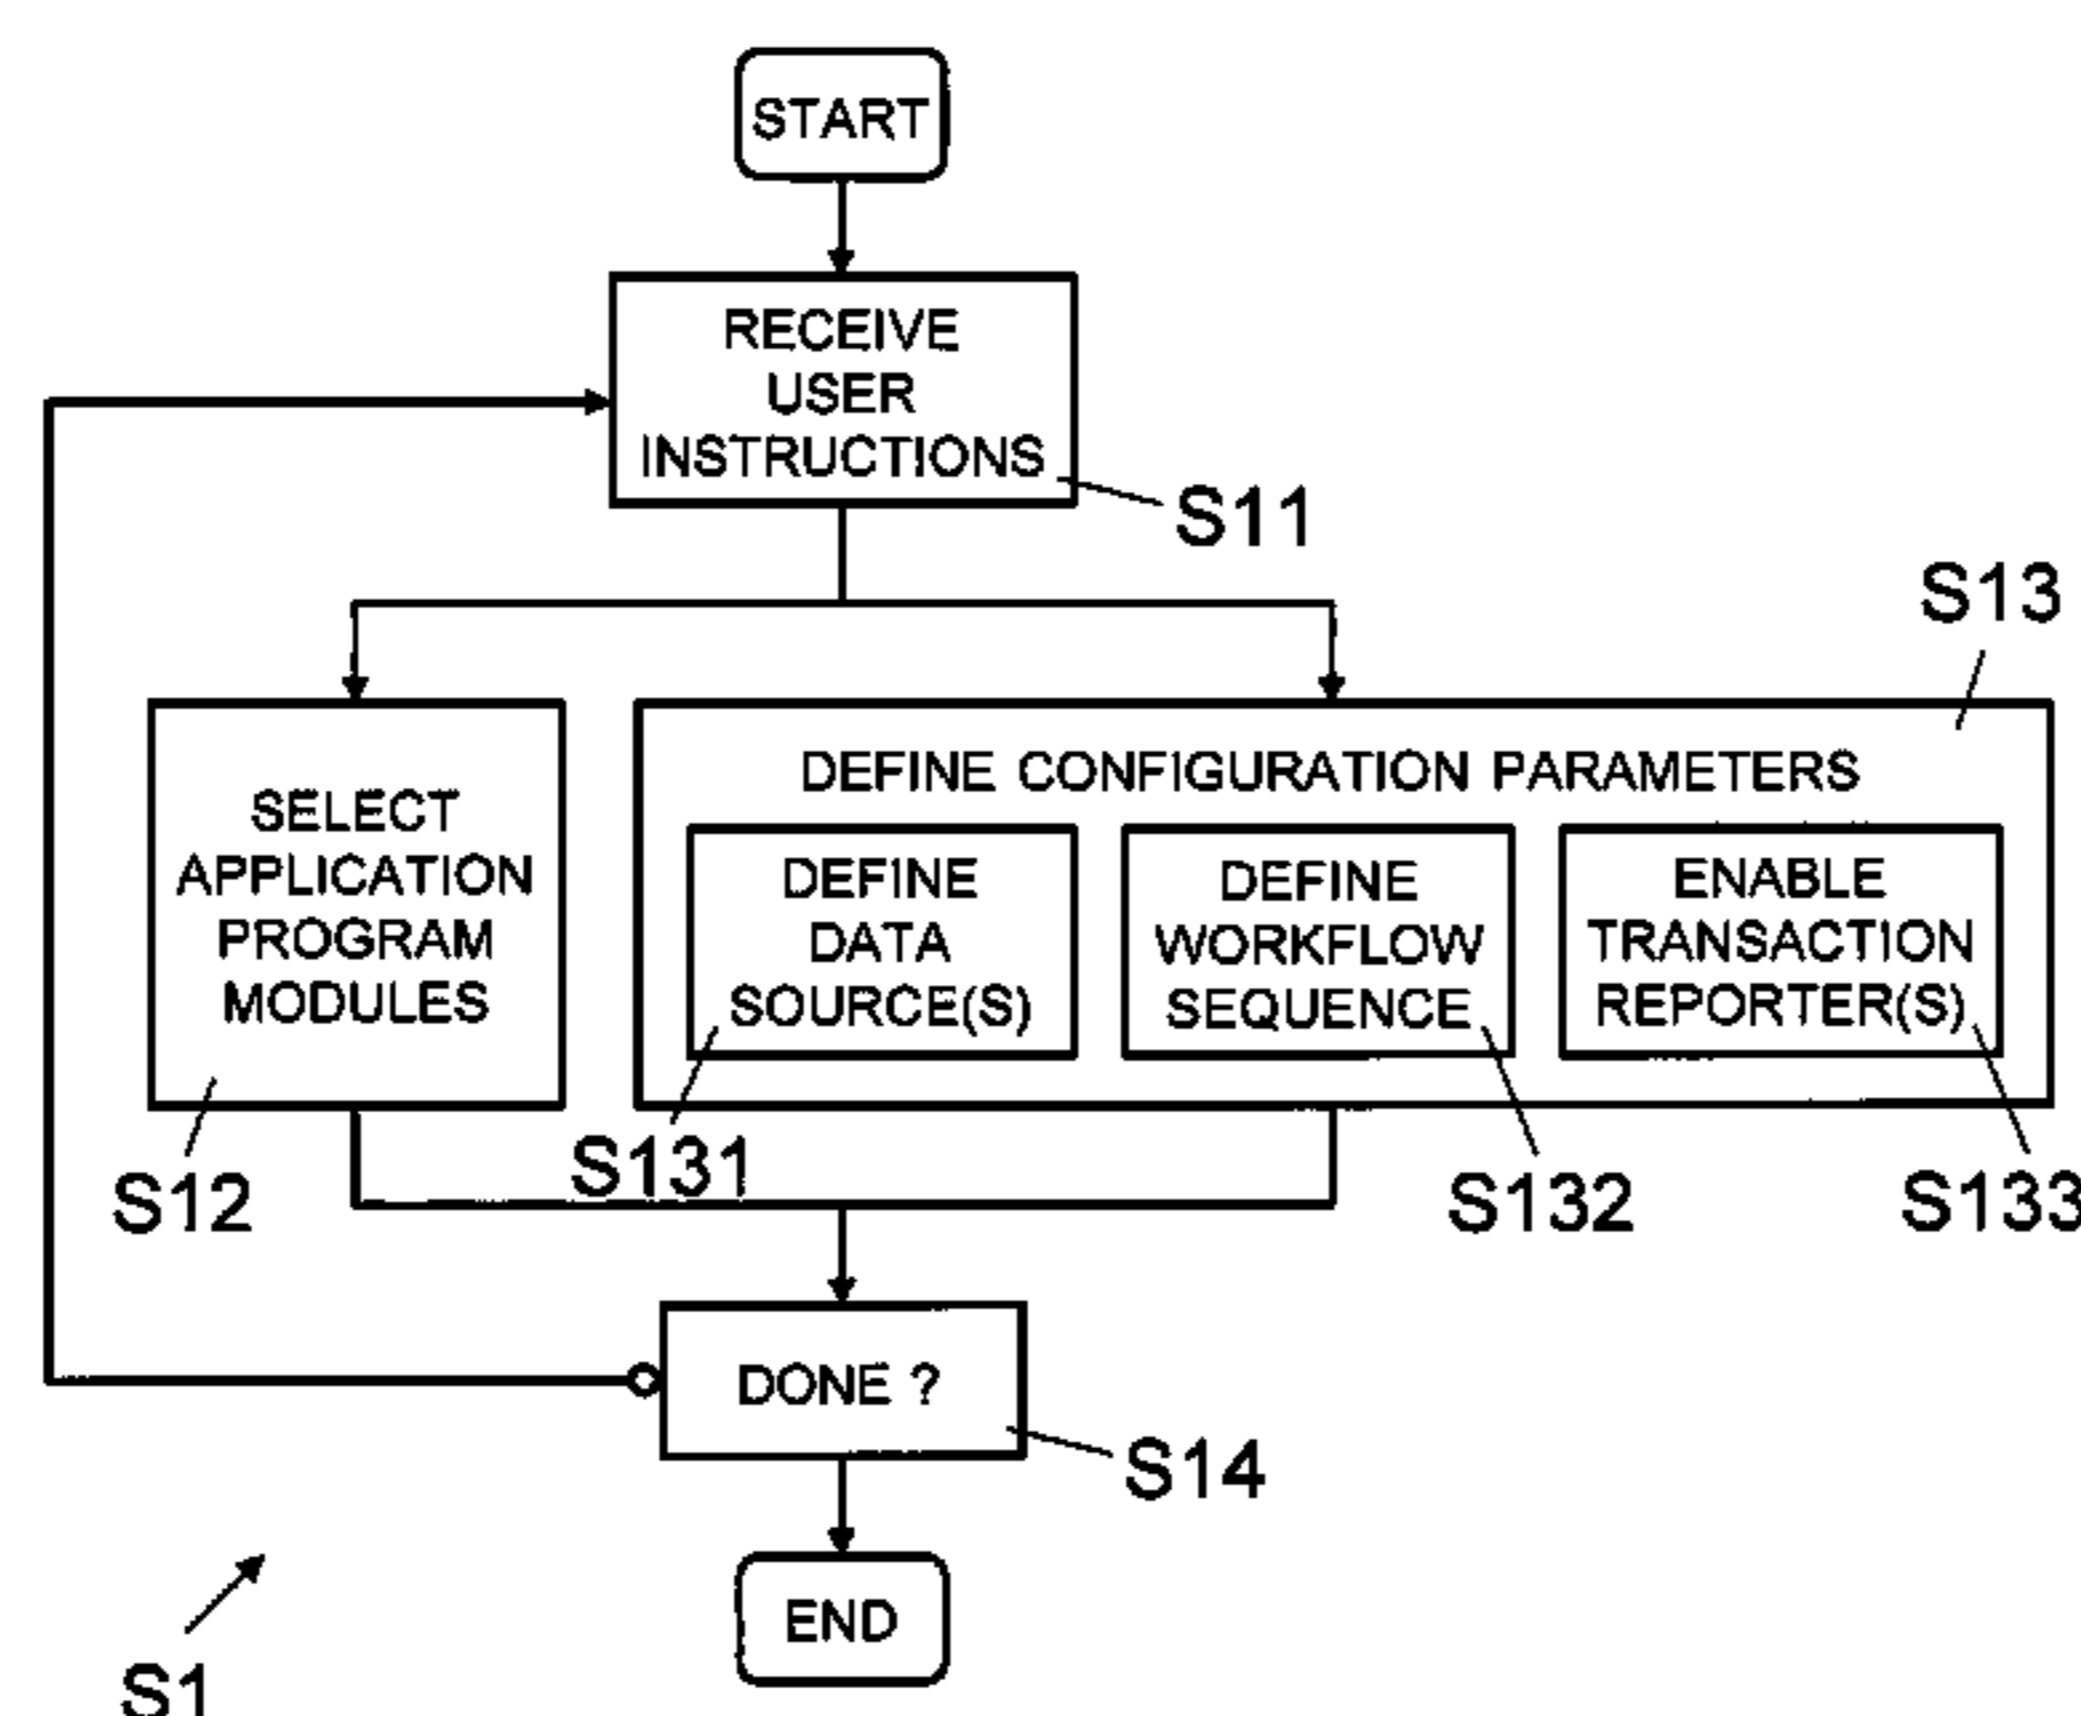 START
RECEIVE
USER
INSTRUCTIONS
S11
S13
SELECT
APPLICATION
PROGRAM
MODULES
S12
DEFINE CONFIGURATION PARAMETERS
DEFINE
DATA
SOURCE(S)
S131
DEFINE
WORKFLOW
SEQUENCE
S132
ENABLE
TRANSACTION
REPORTER(S)
S133
DONE ?
S14
END
S1